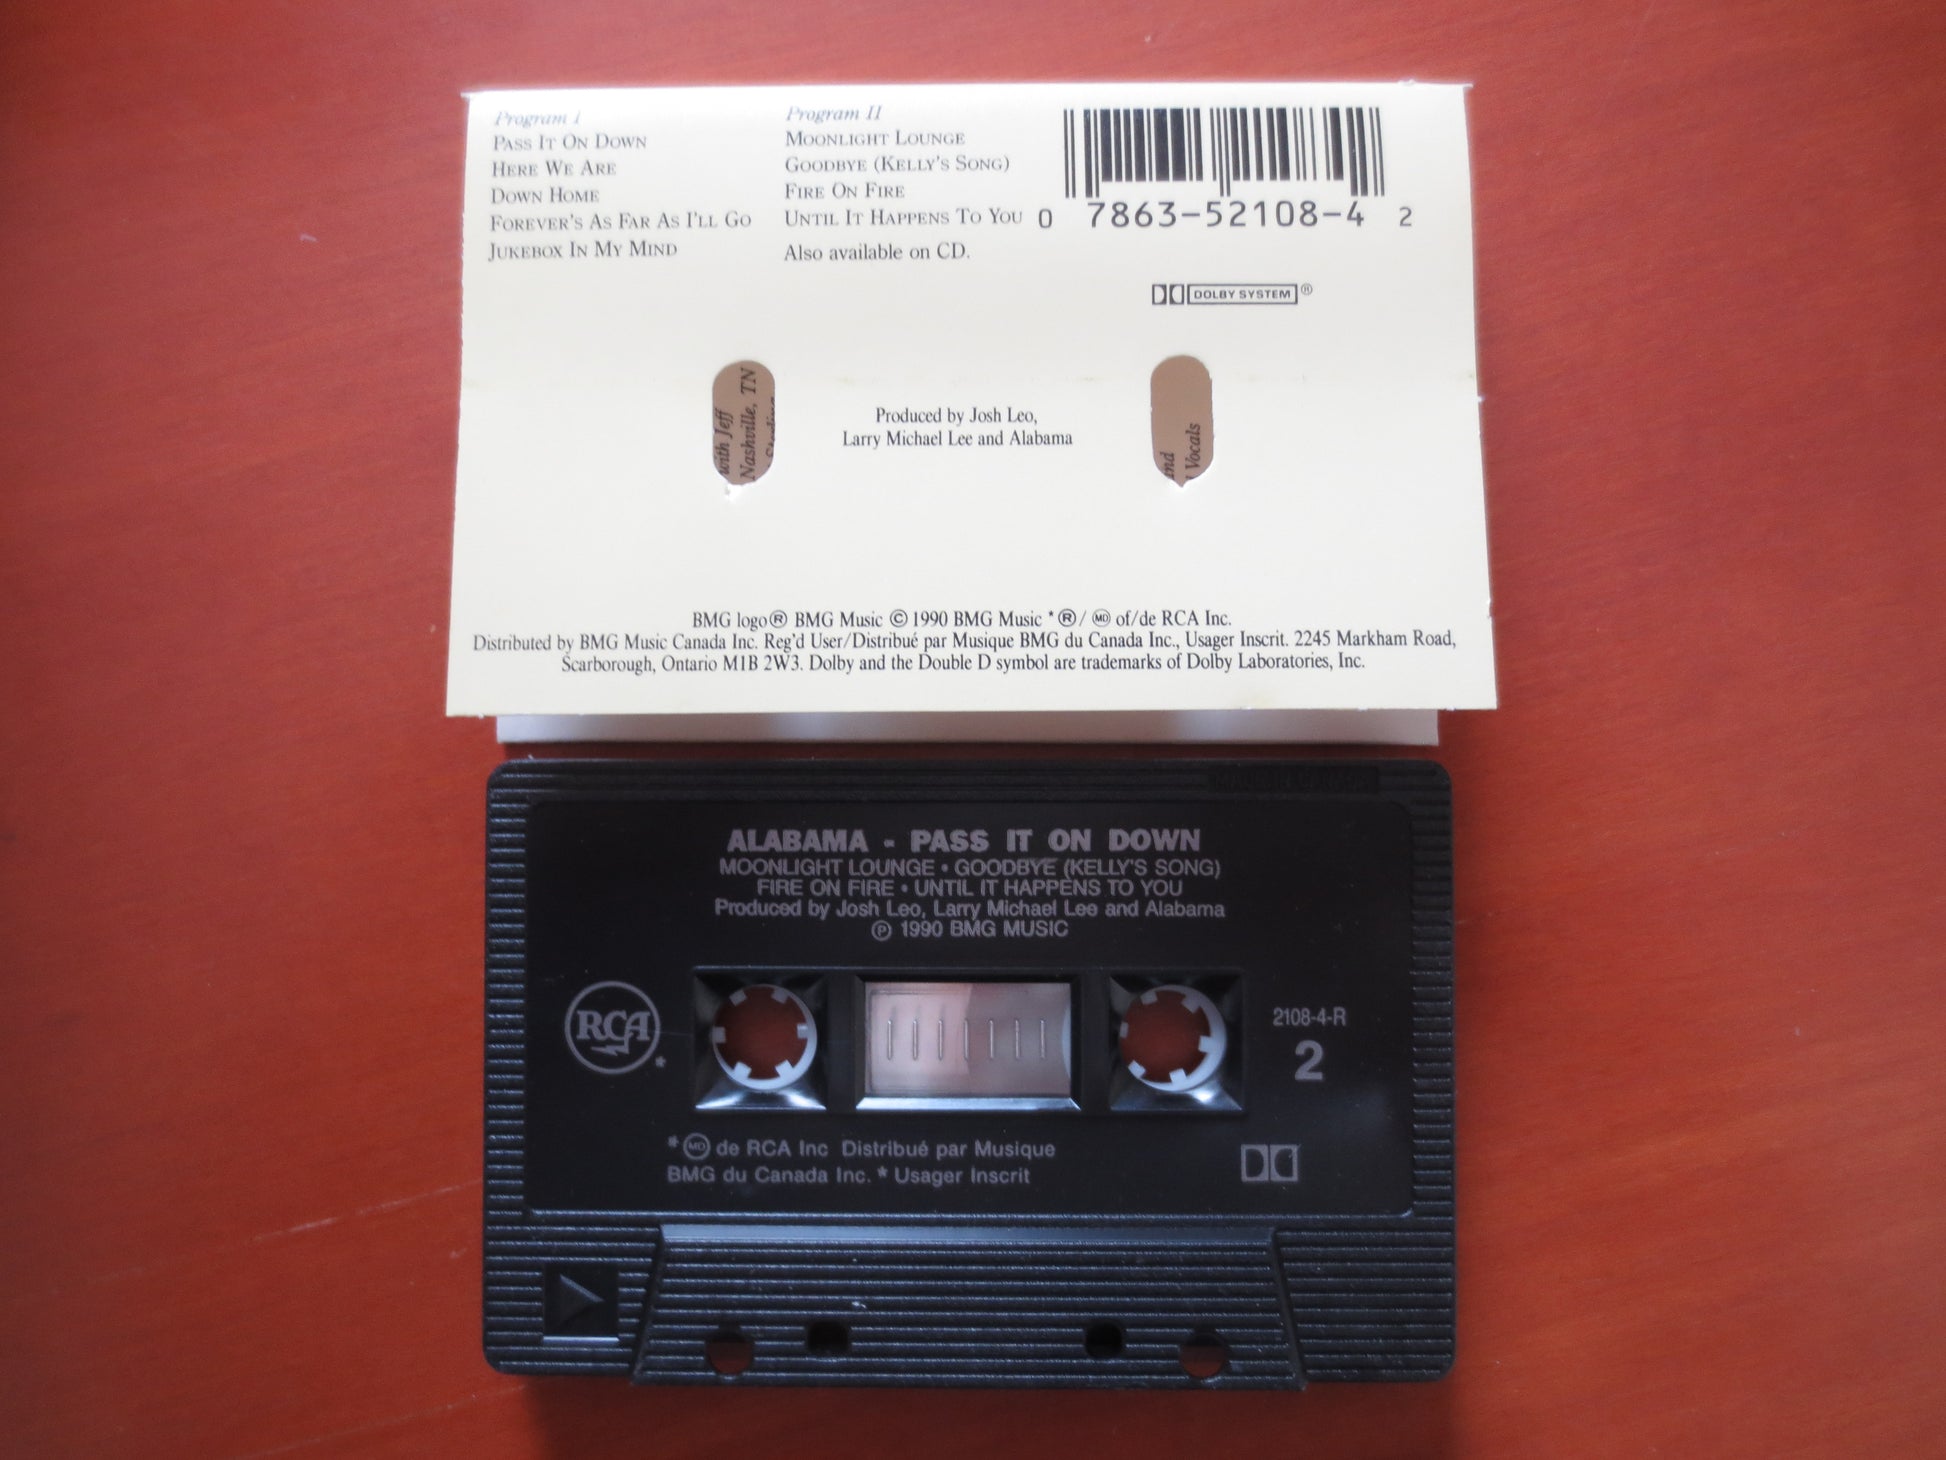 Program I
PASS IT ON DOWN
HERE WE ARE
DOWN HOME
FOREVER'S AS FAR AS I'LL GO
JUKEBOX IN MY MIND
Program II
MOONLIGHT LOUNGE
GOODBYE (KELLY'S SONG)
FIRE ON FIRE
UNTIL IT HAPPENS TO YOU
Also available on CD.
0 7863-52108-4 2
DOLBY SYSTEM ®
with Jeff
Nashville, TN
Produced by Josh Leo,
Larry Michael Lee and Alabama
Vocals
BMG logo ® BMG Music © 1990 BMG Music * ® / MD of/de RCA Inc.
Distributed by BMG Music Canada Inc. Reg'd User/Distribué par Musique BMG du Canada Inc., Usager Inscrit. 2245 Markham Road,
Scarborough, Ontario M1B 2W3. Dolby and the Double D symbol are trademarks of Dolby Laboratories, Inc.
ALABAMA - PASS IT ON DOWN
MOONLIGHT LOUNGE • GOODBYE (KELLY'S SONG)
FIRE ON FIRE • UNTIL IT HAPPENS TO YOU
Produced by Josh Leo, Larry Michael Lee and Alabama
℗ 1990 BMG MUSIC
RCA *
2108-4-R
2
* MD de RCA Inc Distribué par Musique
BMG du Canada Inc. * Usager Inscrit